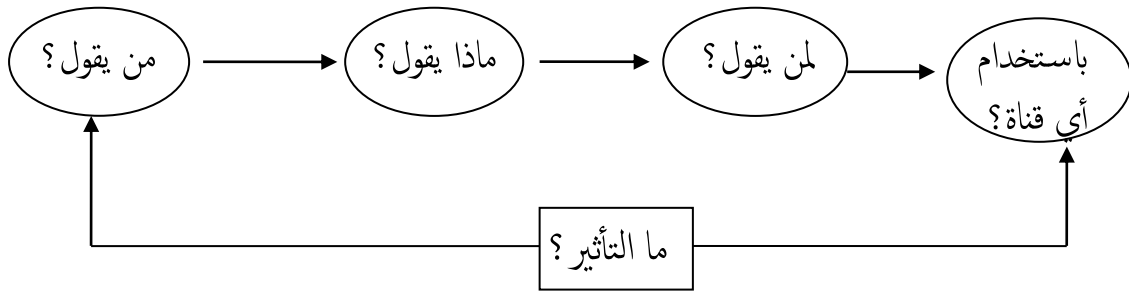 من يقول؟
ماذا يقول؟
لمن يقول؟
باستخدام
أي قناة؟
ما التأثير؟